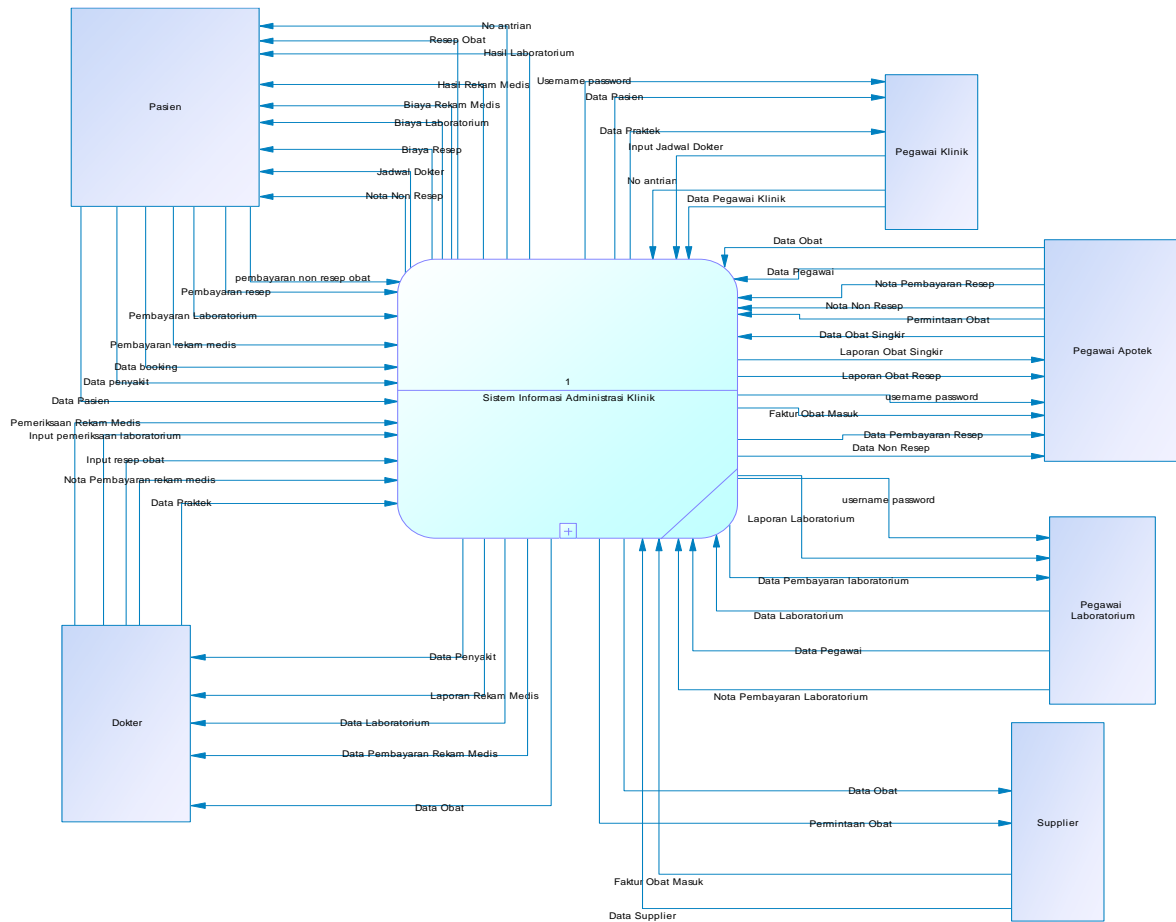 No antrian
Resep Obat
Hasil Laboratorium
Hasil Rekam Medis
Biaya Rekam Medis
Biaya Laboratorium
Biaya Resep
Jadwal Dokter
Nota Non Resep
Pasien
pembayaran non resep obat
Pembayaran resep
Pembayaran Laboratorium
Pembayaran rekam medis
Data booking
Data penyakit
Data Pasien
Username password
Data Pasien
Data Praktek
Input Jadwal Dokter
No antrian
Data Pegawai Klinik
Pegawai Klinik
Data Obat
Data Pegawai
Nota Pembayaran Resep
Nota Non Resep
Permintaan Obat
Data Obat Singkir
Laporan Obat Singkir
Laporan Obat Resep
username password
Faktur Obat Masuk
Data Pembayaran Resep
Data Non Resep
Pegawai Apotek
1
Sistem Informasi Administrasi Klinik
Pemeriksaan Rekam Medis
Input pemeriksaan laboratorium
Input resep obat
Nota Pembayaran rekam medis
Data Praktek
username password
Laporan Laboratorium
Data Pembayaran laboratorium
Data Laboratorium
Data Pegawai
Nota Pembayaran Laboratorium
Pegawai
Laboratorium
Data Penyakit
Laporan Rekam Medis
Data Laboratorium
Data Pembayaran Rekam Medis
Data Obat
Dokter
Data Obat
Permintaan Obat
Faktur Obat Masuk
Data Supplier
Supplier